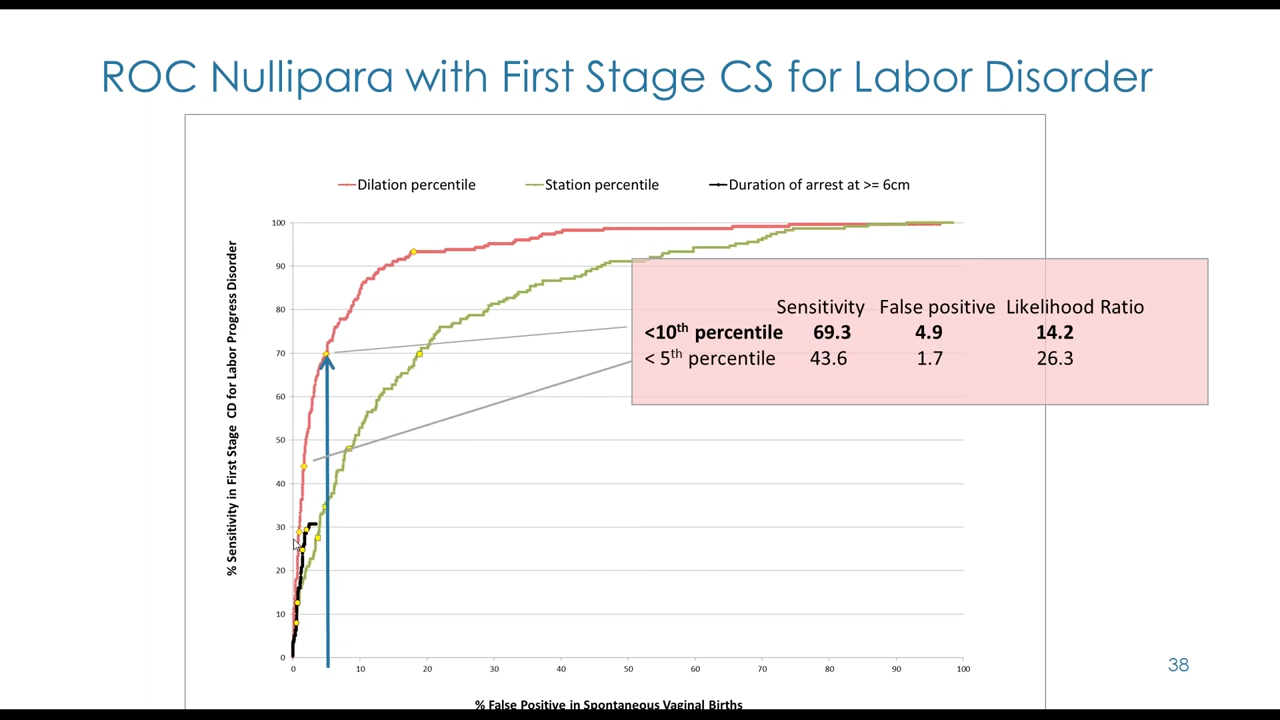 ROC Nullipara with First Stage CS for Labor Disorder
Dilation percentile Station percentile Duration of arrest at >= 6cm
% Sensitivity in First Stage CD for Labor Progress Disorder
100
90
80
70
60
50
40
30
20
10
0
Sensitivity False positive Likelihood Ratio
<10th percentile 69.3 4.9 14.2
< 5th percentile 43.6 1.7 26.3
0 10 20 30 40 50 60 70 80 90 100
% False Positive in Spontaneous Vaginal Births
38